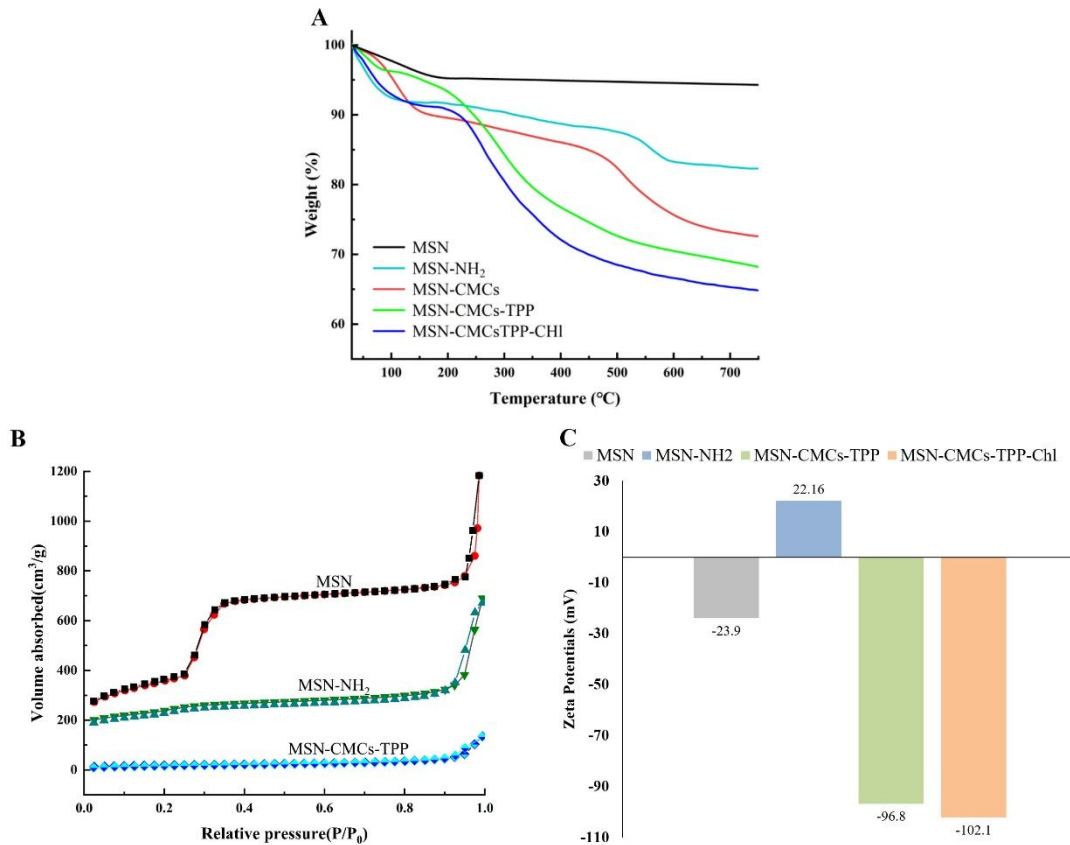 A
100
90
80
70
60
Weight (%)
MSN
MSN-NH₂
MSN-CMCs
MSN-CMCs-TPP
MSN-CMCsTPP-CHl
100 200 300 400 500 600 700
Temperature (℃)
B
1200
1000
800
600
400
200
0
Volume absorbed(cm³/g)
MSN
MSN-NH₂
MSN-CMCs-TPP
0.0 0.2 0.4 0.6 0.8 1.0
Relative pressure(P/P₀)
C
MSN MSN-NH2 MSN-CMCs-TPP MSN-CMCs-TPP-Chl
30
10
-10
-30
-50
-70
-90
-110
Zeta Potentials (mV)
22.16
-23.9
-96.8
-102.1